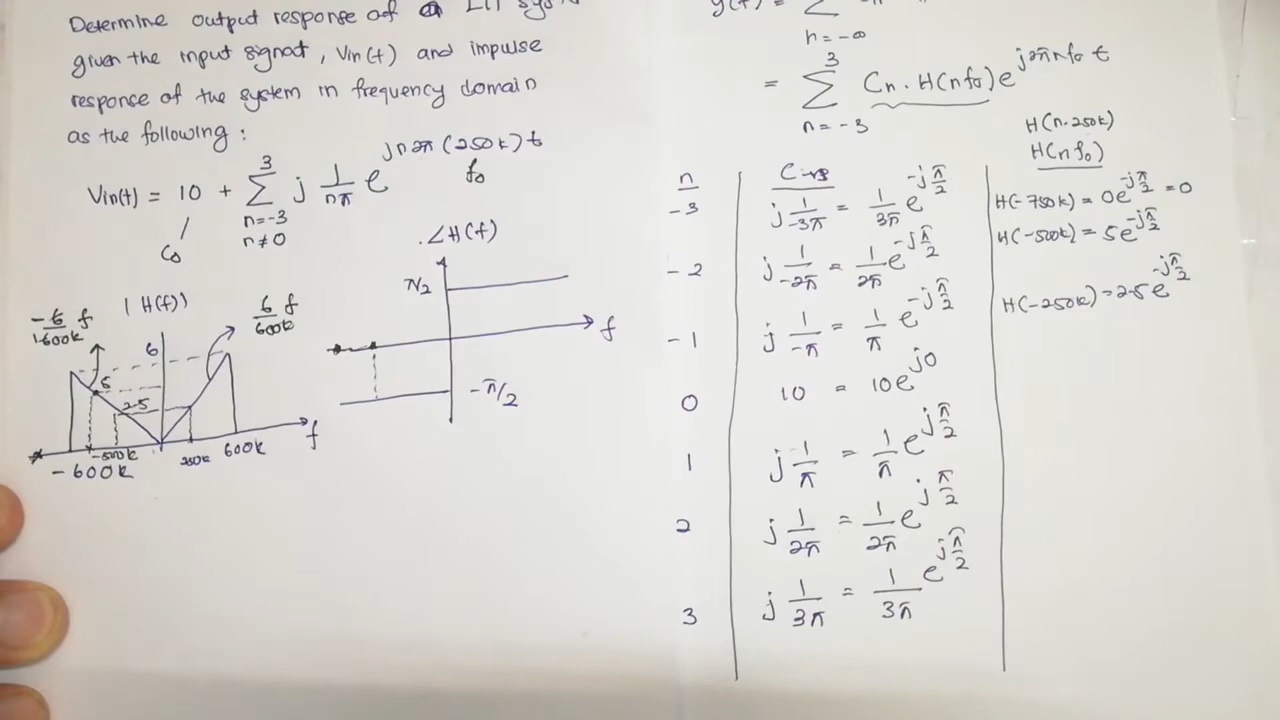 Determine output response of a LTI system
given the input signal, Vin(t) and impulse
response of the system in frequency domain
as the following:
Vin(t) = 10 + Σ j 1/nπ e^{jn2π(250k)t}
3
n=-3
n≠0
f₀
C₀
|H(f)|
-6/600k f
6/600k f
6
5
2.5
-500k
-600k
250k
600k
f
∠H(f)
π/2
-π/2
f
y(t) = Σ
n=-∞
= Σ Cn·H(nf₀)e^{j2πnf₀t}
3
n=-3
n
H(n·250k)
H(nf₀)
-3 j 1/-3π = 1/3π e^{-jπ/2} H(-750k) = 0e^{-jπ/2} = 0
-2 j 1/-2π = 1/2π e^{-jπ/2} H(-500k) = 5e^{-jπ/2}
-1 j 1/-π = 1/π e^{-jπ/2} H(-250k) = 2.5e^{-jπ/2}
0 10 = 10e^{j0}
1 j 1/π = 1/π e^{jπ/2}
2 j 1/2π = 1/2π e^{jπ/2}
3 j 1/3π = 1/3π e^{jπ/2}